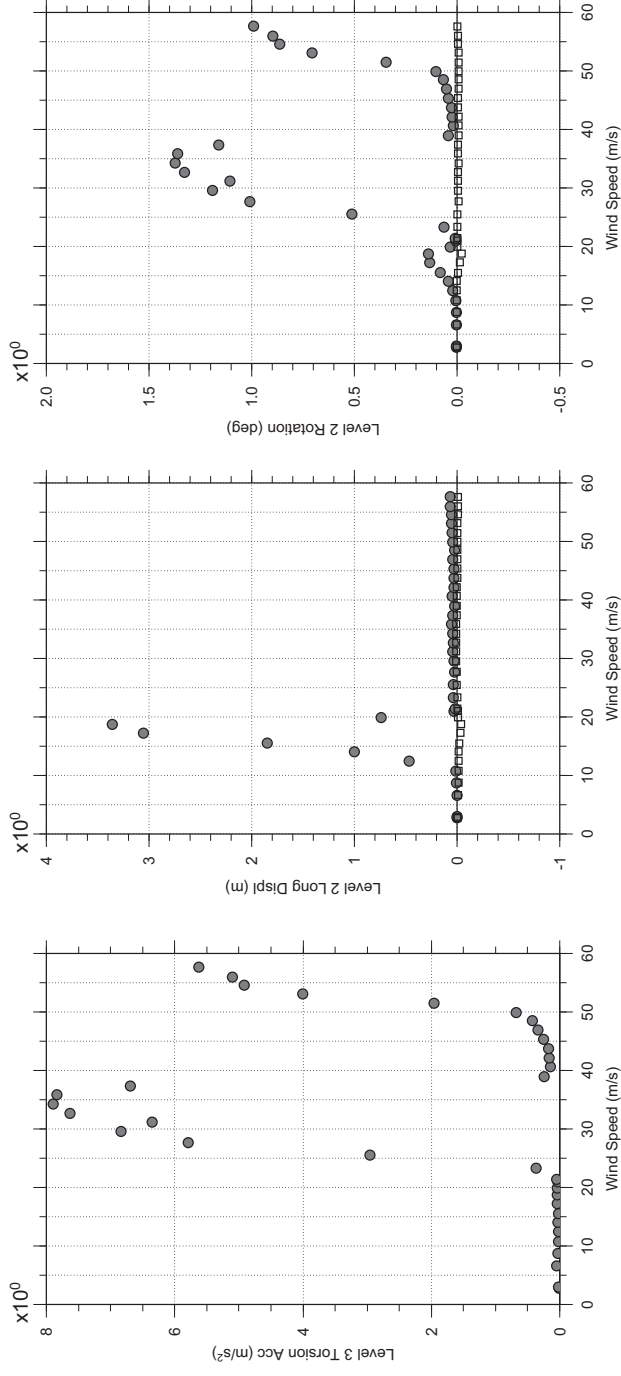 x10⁰
8
6
4
2
0
Level 3 Torsion Acc (m/s²)
0 10 20 30 40 50 60
Wind Speed (m/s)
x10⁰
4
3
2
1
0
-1
Level 2 Long Displ (m)
0 10 20 30 40 50 60
Wind Speed (m/s)
x10⁰
2.0
1.5
1.0
0.5
0.0
-0.5
Level 2 Rotation (deg)
0 10 20 30 40 50 60
Wind Speed (m/s)